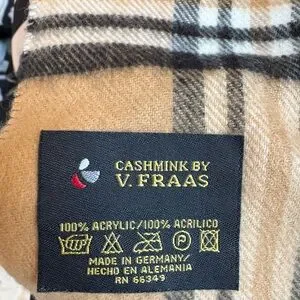 CASHMINK BY
V. FRAAS
100% ACRYLIC/100% ACRILICO
P
MADE IN GERMANY/
HECHO EN ALEMANIA
RN 66349